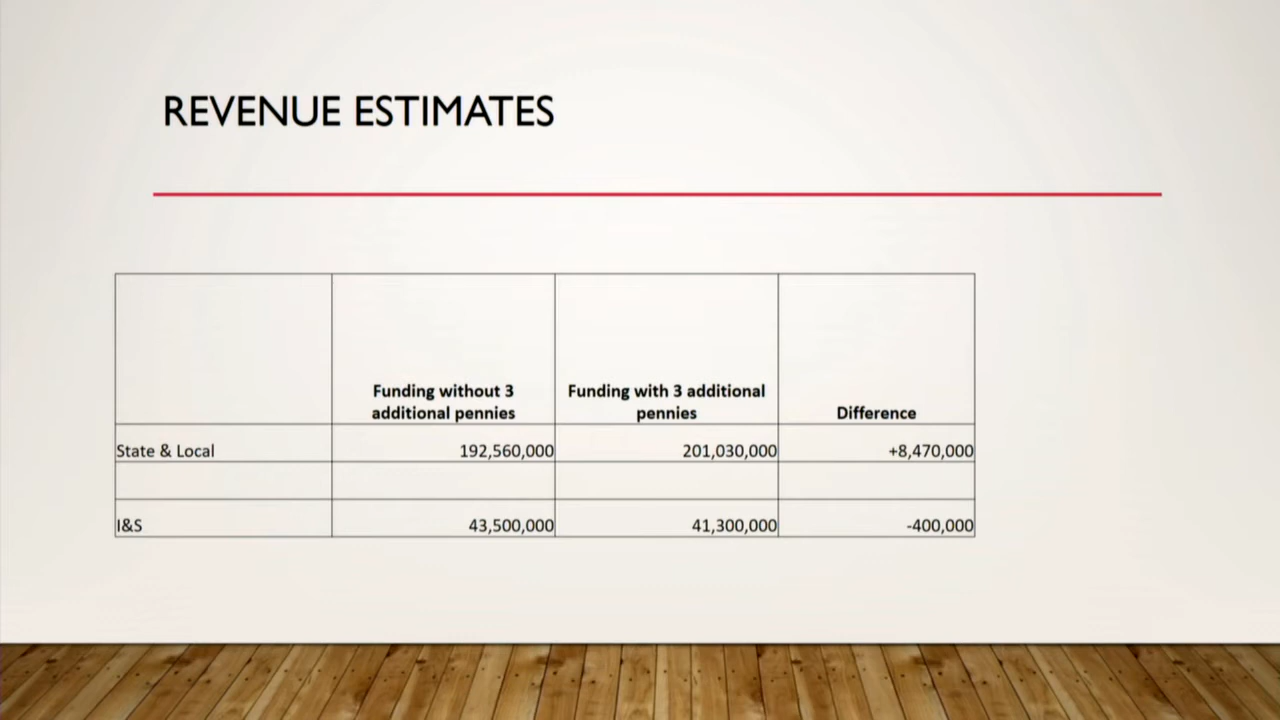 REVENUE ESTIMATES
Funding without 3
additional pennies
Funding with 3 additional
pennies
Difference
State & Local 192,560,000 201,030,000 +8,470,000
I&S 43,500,000 41,300,000 -400,000